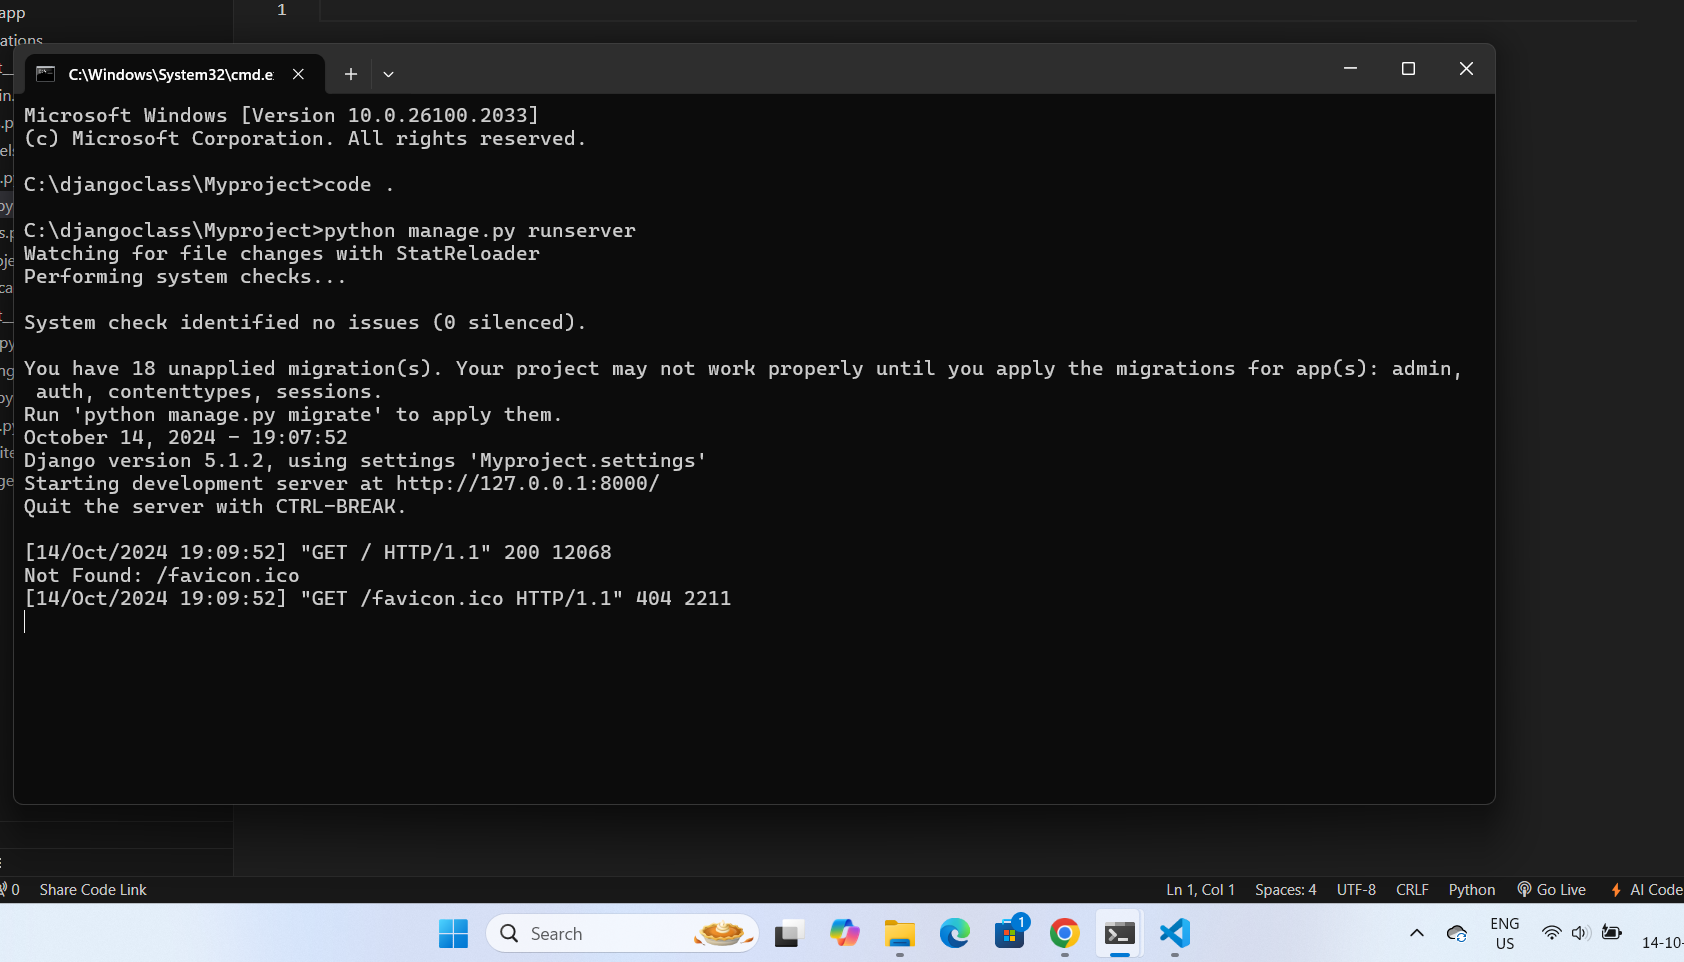 app
1
ations
C:\Windows\System32\cmd.e
Microsoft Windows [Version 10.0.26100.2033]
(c) Microsoft Corporation. All rights reserved.
C:\djangoclass\Myproject>code .
C:\djangoclass\Myproject>python manage.py runserver
Watching for file changes with StatReloader
Performing system checks...
System check identified no issues (0 silenced).
You have 18 unapplied migration(s). Your project may not work properly until you apply the migrations for app(s): admin,
auth, contenttypes, sessions.
Run 'python manage.py migrate' to apply them.
October 14, 2024 - 19:07:52
Django version 5.1.2, using settings 'Myproject.settings'
Starting development server at http://127.0.0.1:8000/
Quit the server with CTRL-BREAK.
[14/Oct/2024 19:09:52] "GET / HTTP/1.1" 200 12068
Not Found: /favicon.ico
[14/Oct/2024 19:09:52] "GET /favicon.ico HTTP/1.1" 404 2211
0 Share Code Link Ln 1, Col 1 Spaces: 4 UTF-8 CRLF Python Go Live AI Code
Search 1 ENG
US
14-10-